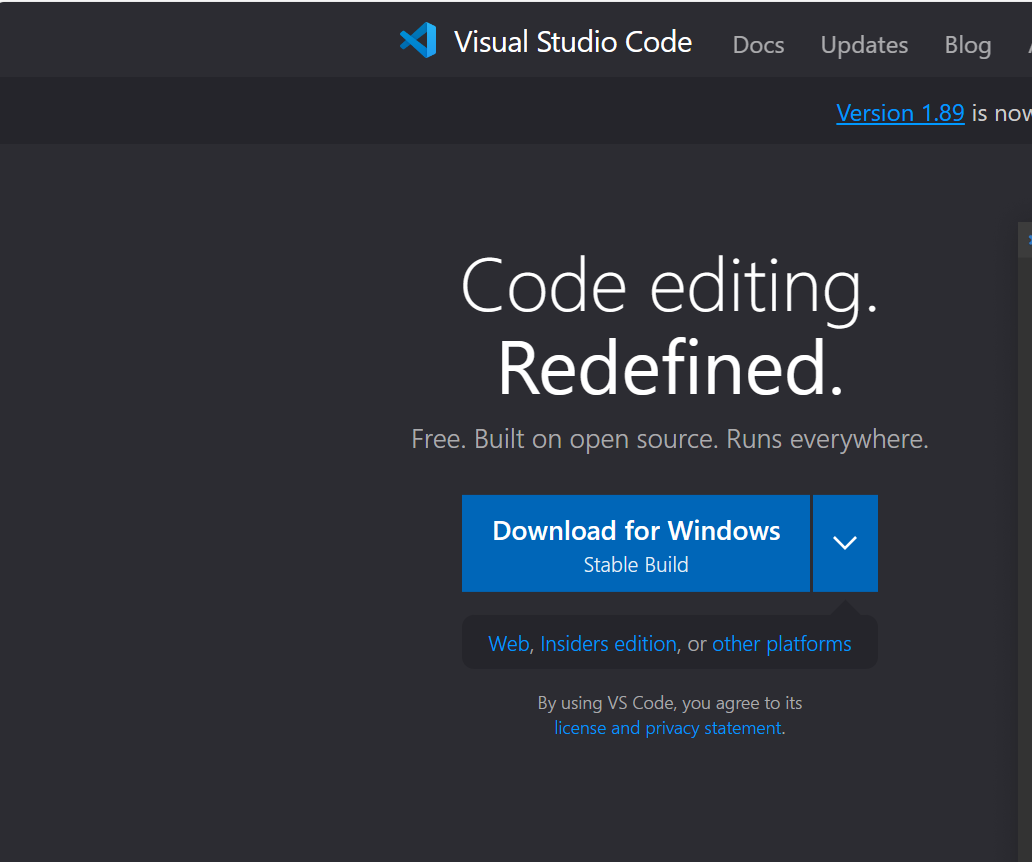 Visual Studio Code Docs Updates Blog
Version 1.89 is now
Code editing.
Redefined.
Free. Built on open source. Runs everywhere.
Download for Windows
Stable Build
Web, Insiders edition, or other platforms
By using VS Code, you agree to its
license and privacy statement.